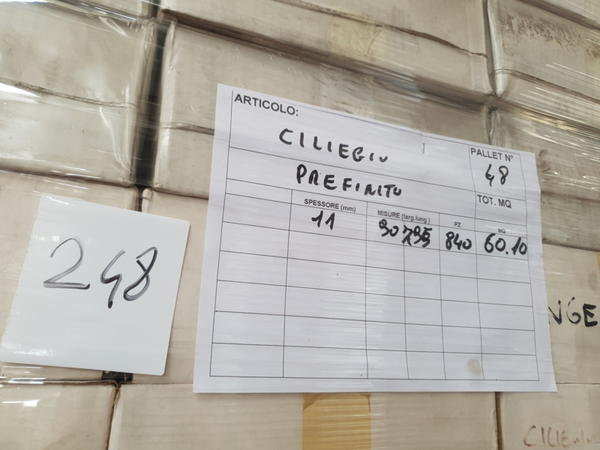 ARTICOLO:
CILIEGIO
PREFINITO
PALLET N°
48
TOT. MQ
SPESSORE (mm)
MISURE (larg.lung.)
PZ
MQ
11
90
840
60.10
248
NGE